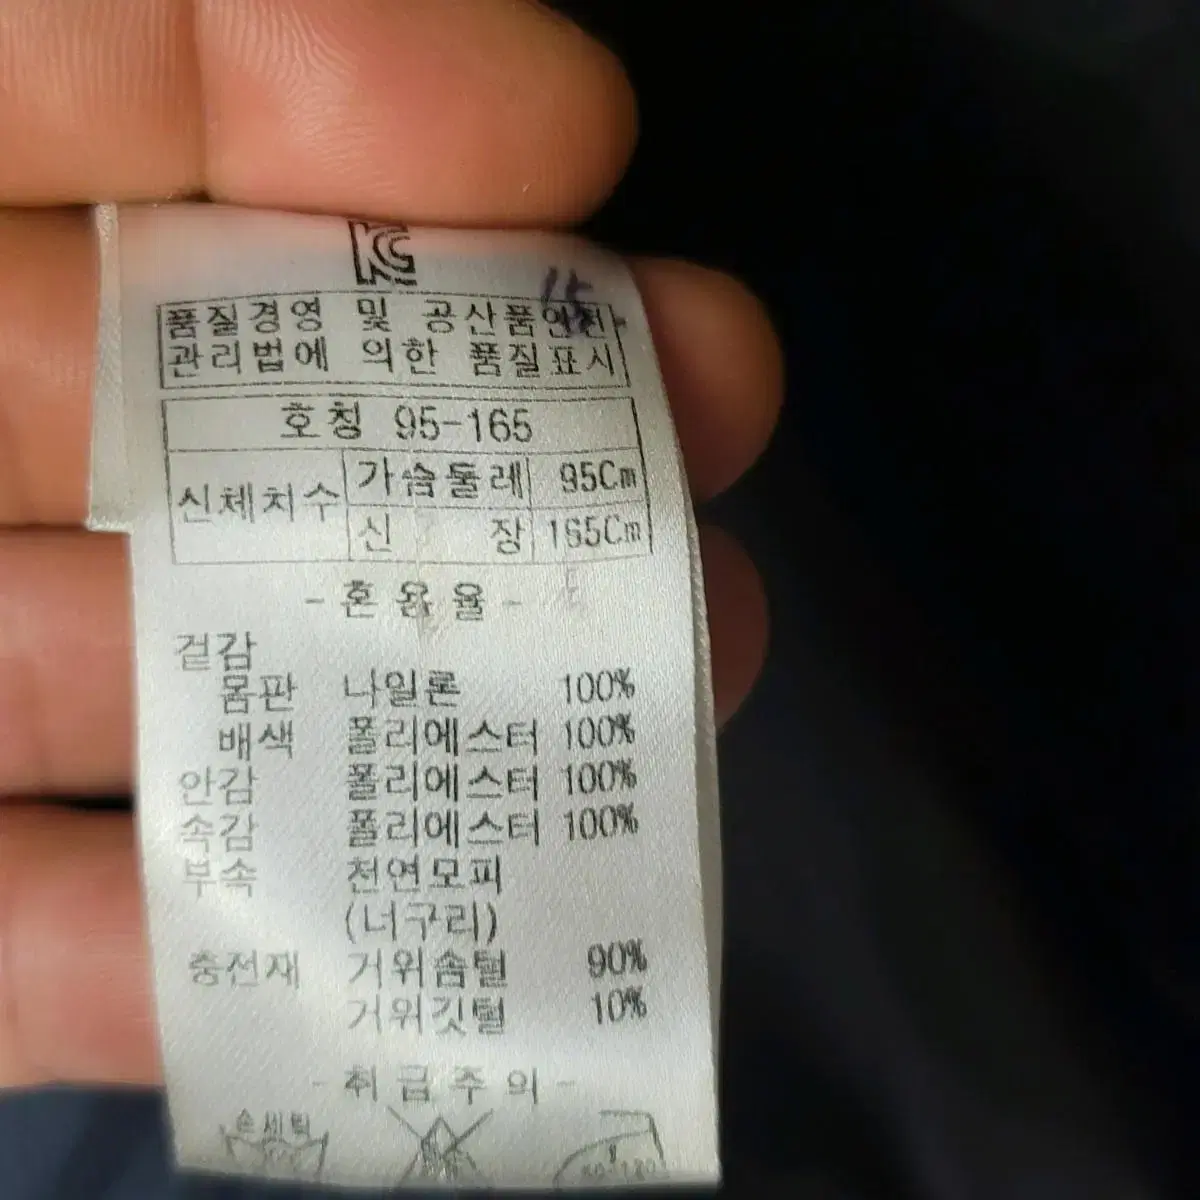 KC
품질경영 및 공산품안전
관리법에 의한 품질표시
호칭 95-165
신체치수 가슴둘레 95Cm
신 장 165Cm
-혼용율-
겉감
몸판 나일론 100%
배색 폴리에스터 100%
안감 폴리에스터 100%
속감 폴리에스터 100%
부속 천연모피
(너구리)
충전재 거위솜털 90%
거위깃털 10%
-취급주의-
손세탁